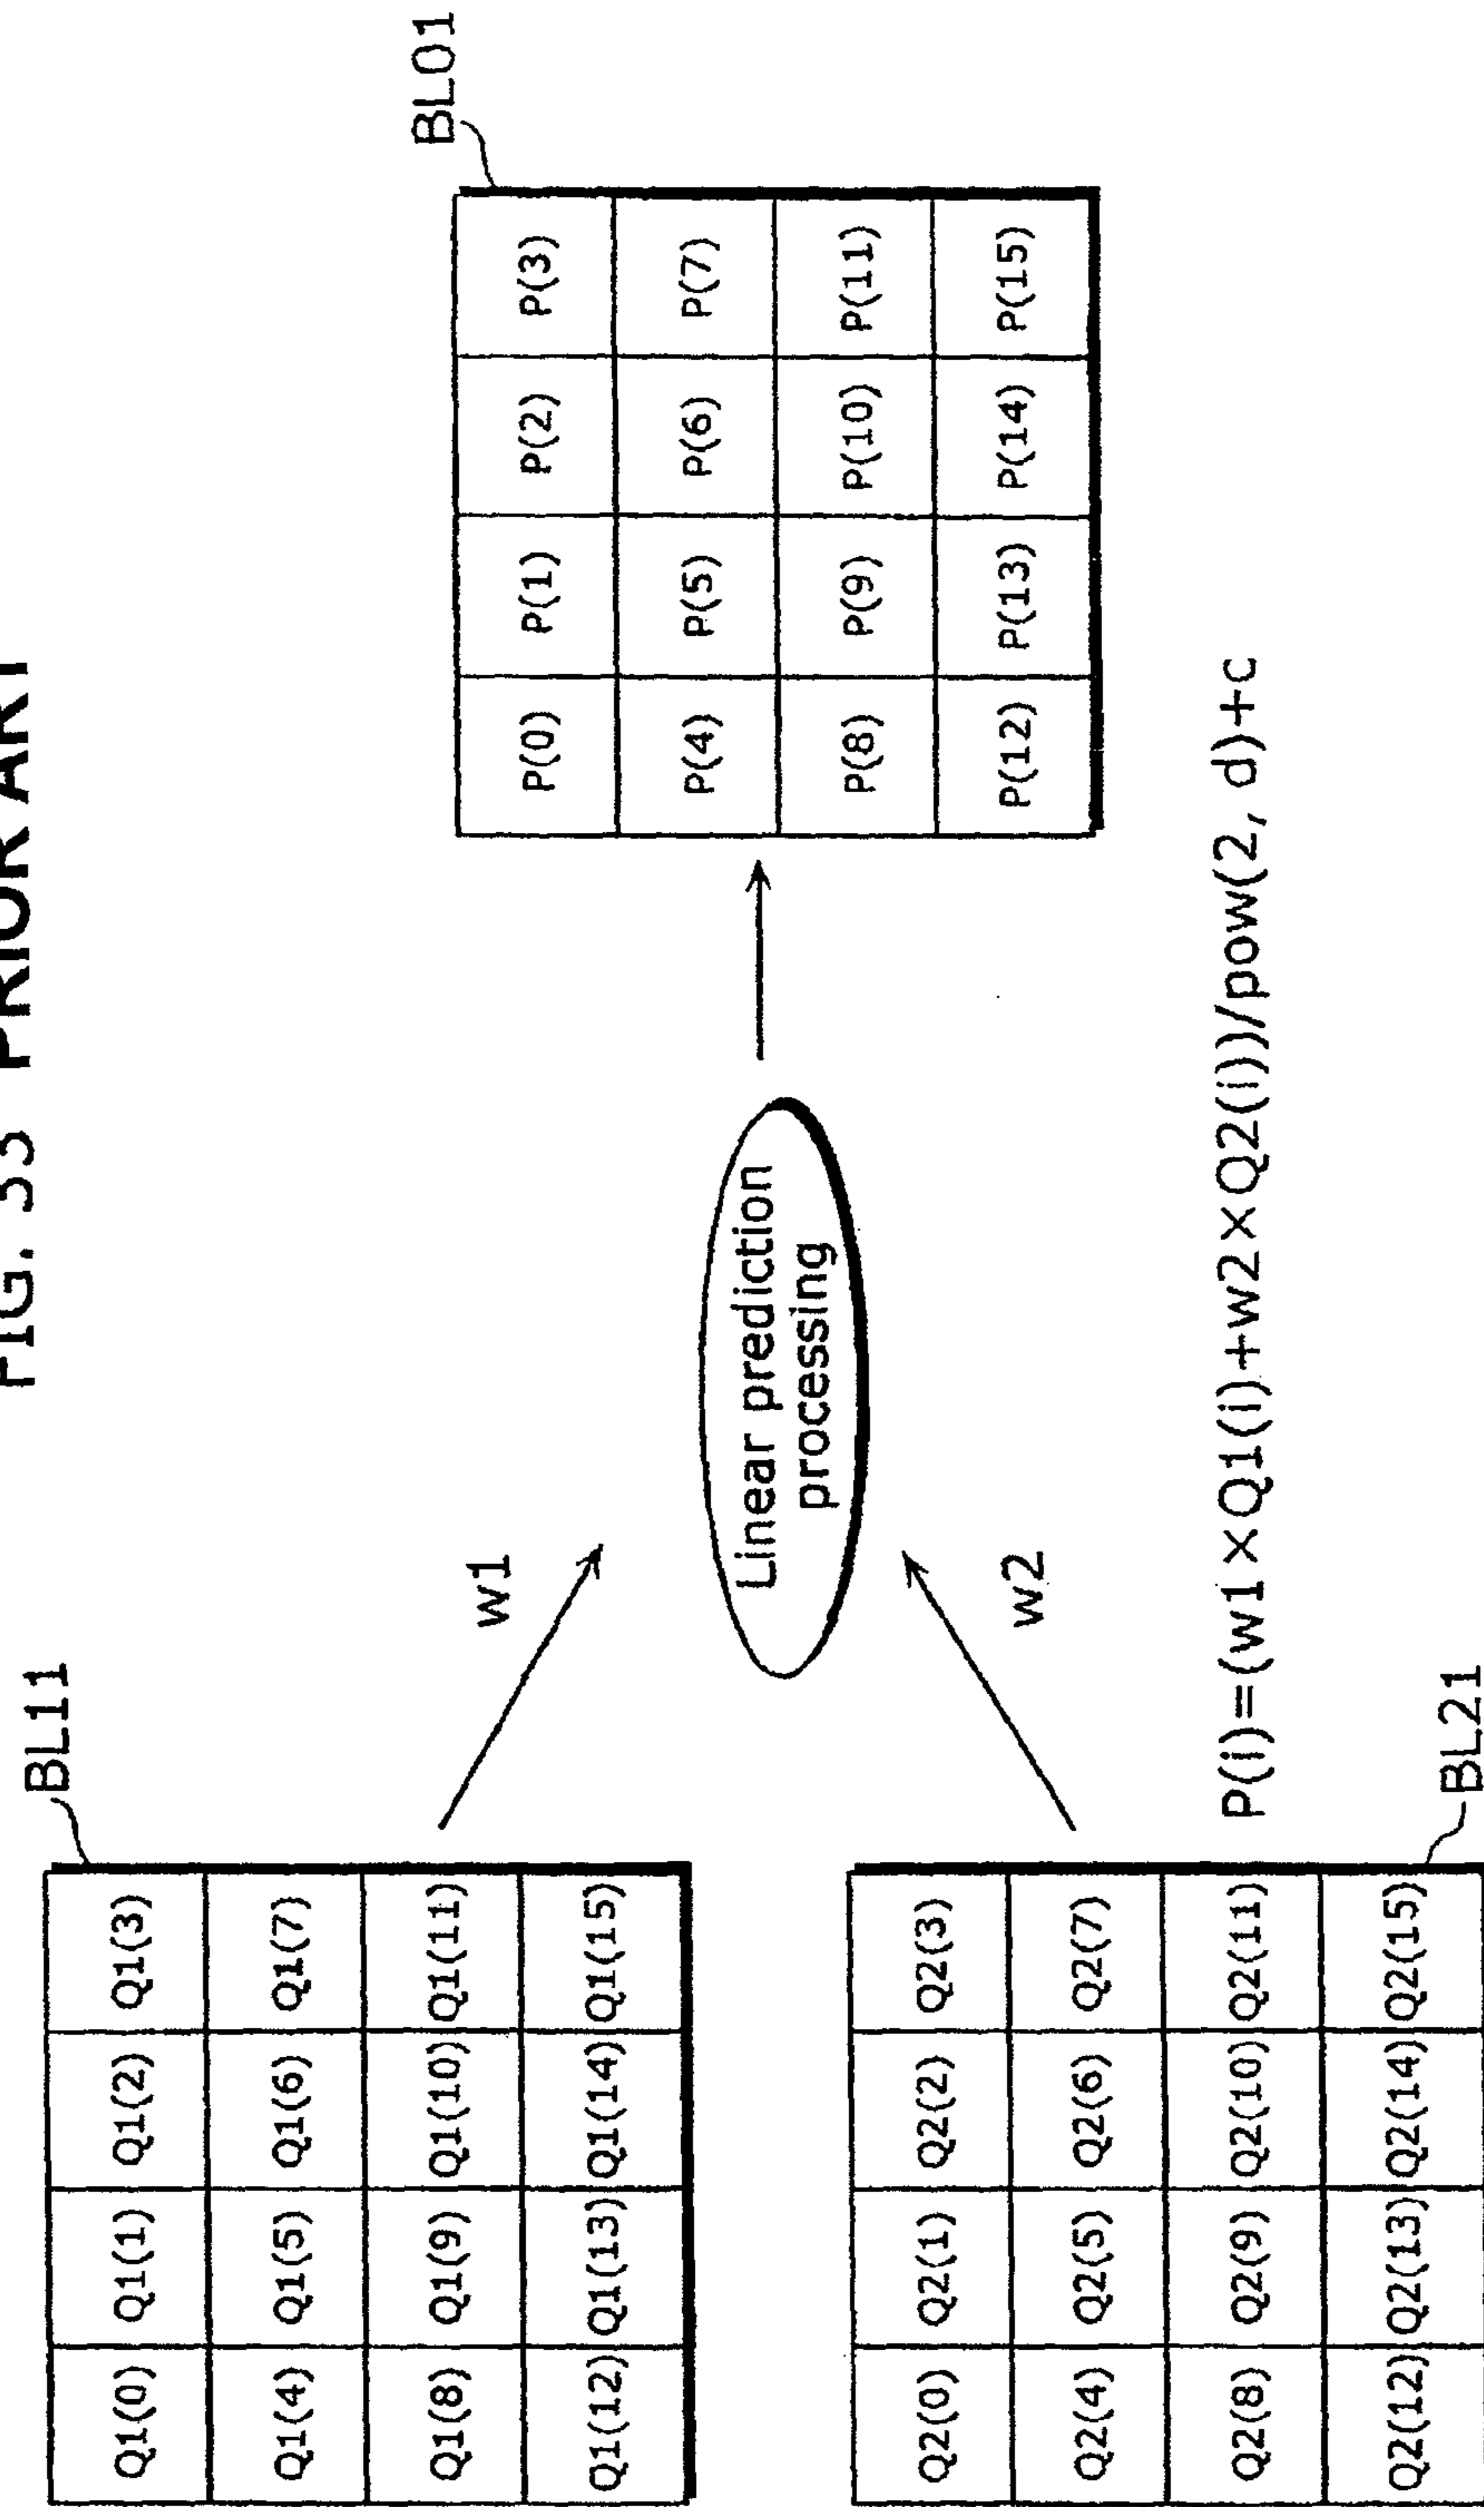 FIG. 33 PRIOR ART
BL11
Q1(0) Q1(1) Q1(2) Q1(3)
Q1(4) Q1(5) Q1(6) Q1(7)
Q1(8) Q1(9) Q1(10) Q1(11)
Q1(12) Q1(13) Q1(14) Q1(15)
w1
Linear prediction
processing
w2
BL01
P(0) P(1) P(2) P(3)
P(4) P(5) P(6) P(7)
P(8) P(9) P(10) P(11)
P(12) P(13) P(14) P(15)
Q2(0) Q2(1) Q2(2) Q2(3)
Q2(4) Q2(5) Q2(6) Q2(7)
Q2(8) Q2(9) Q2(10) Q2(11)
Q2(12) Q2(13) Q2(14) Q2(15)
P(i)=(w1×Q1(i)+w2×Q2(i))/pow(2, d)+c
BL21